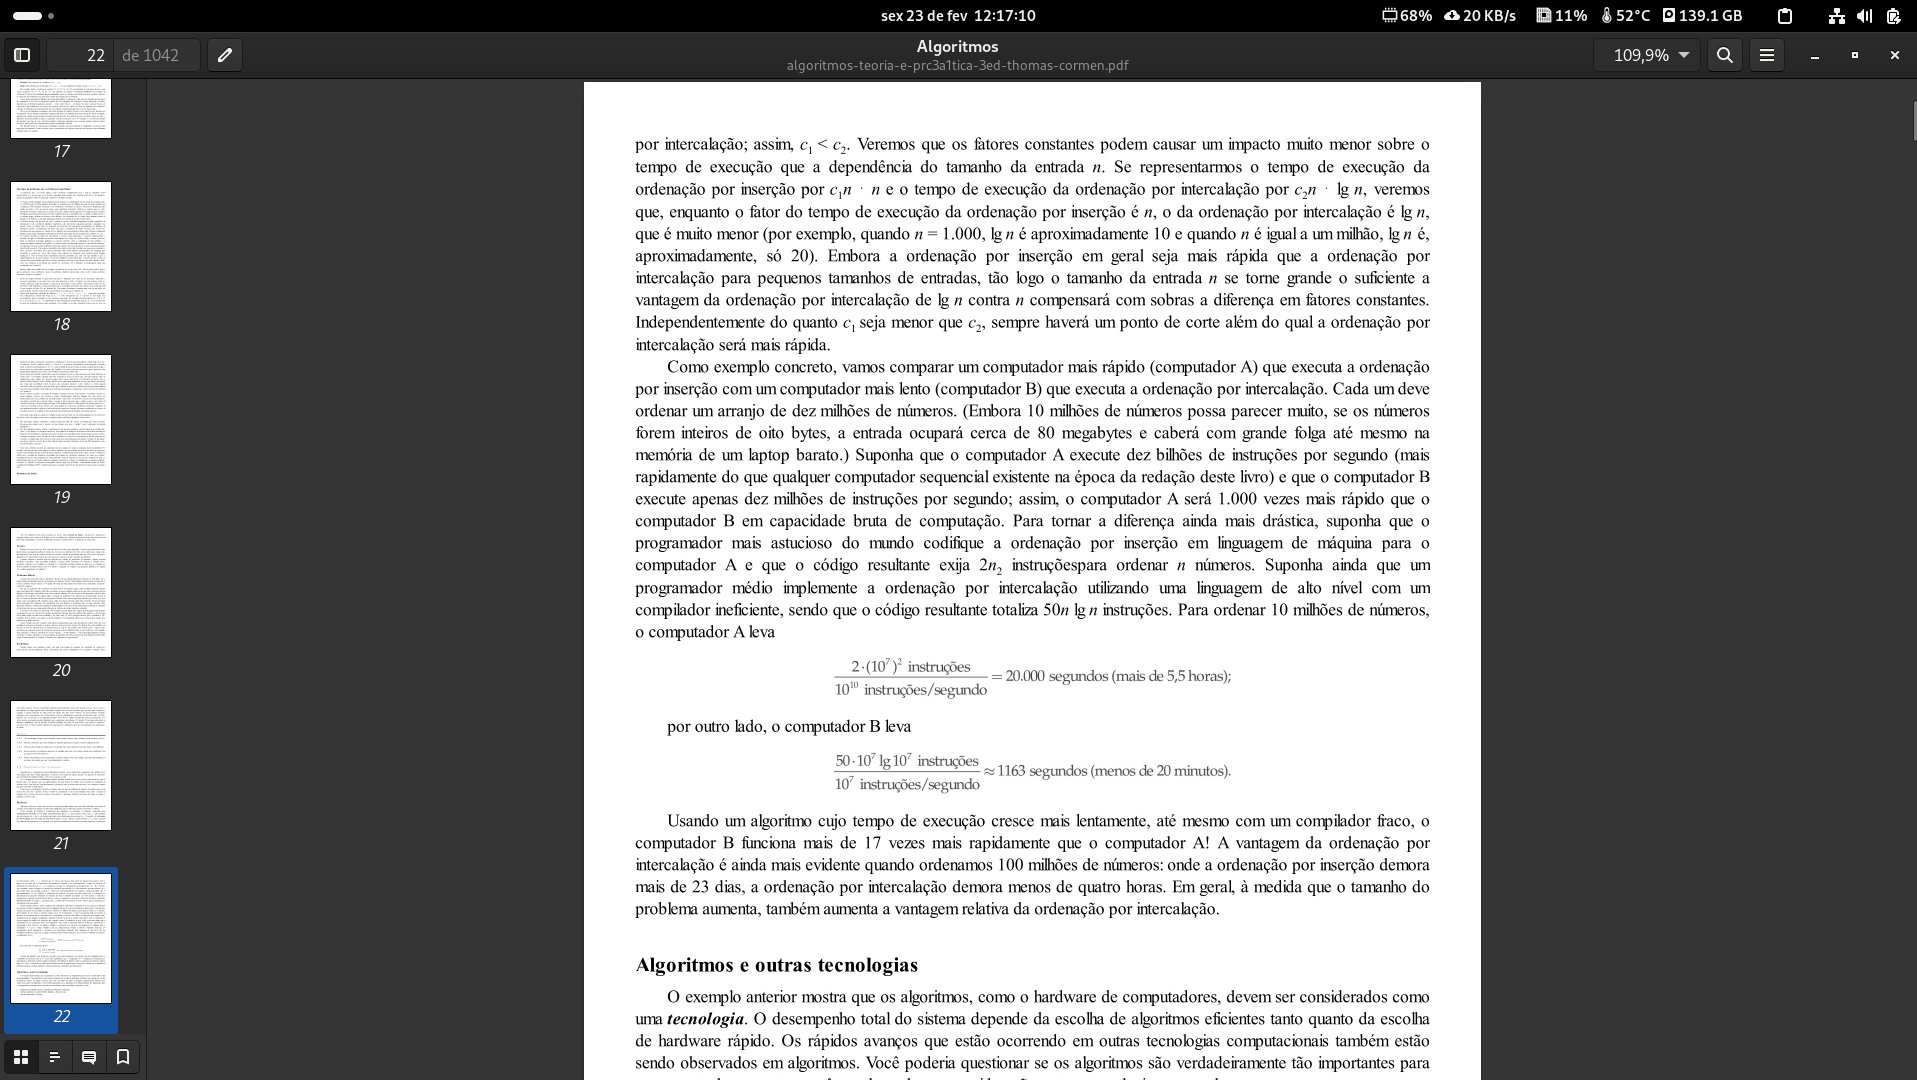 sex 23 de fev 12:17:10
68% 20 KB/s 11% 52°C 139.1 GB
22 de 1042
Algoritmos
algoritmos-teoria-e-prc3a1tica-3ed-thomas-cormen.pdf
109,9%
17
18
19
20
21
22
por intercalação; assim, c1 < c2. Veremos que os fatores constantes podem causar um impacto muito menor sobre o
tempo de execução que a dependência do tamanho da entrada n. Se representarmos o tempo de execução da
ordenação por inserção por c1n · n e o tempo de execução da ordenação por intercalação por c2n · lg n, veremos
que, enquanto o fator do tempo de execução da ordenação por inserção é n, o da ordenação por intercalação é lg n,
que é muito menor (por exemplo, quando n = 1.000, lg n é aproximadamente 10 e quando n é igual a um milhão, lg n é,
aproximadamente, só 20). Embora a ordenação por inserção em geral seja mais rápida que a ordenação por
intercalação para pequenos tamanhos de entradas, tão logo o tamanho da entrada n se torne grande o suficiente a
vantagem da ordenação por intercalação de lg n contra n compensará com sobras a diferença em fatores constantes.
Independentemente do quanto c1 seja menor que c2, sempre haverá um ponto de corte além do qual a ordenação por
intercalação será mais rápida.
Como exemplo concreto, vamos comparar um computador mais rápido (computador A) que executa a ordenação
por inserção com um computador mais lento (computador B) que executa a ordenação por intercalação. Cada um deve
ordenar um arranjo de dez milhões de números. (Embora 10 milhões de números possa parecer muito, se os números
forem inteiros de oito bytes, a entrada ocupará cerca de 80 megabytes e caberá com grande folga até mesmo na
memória de um laptop barato.) Suponha que o computador A execute dez bilhões de instruções por segundo (mais
rapidamente do que qualquer computador sequencial existente na época da redação deste livro) e que o computador B
execute apenas dez milhões de instruções por segundo; assim, o computador A será 1.000 vezes mais rápido que o
computador B em capacidade bruta de computação. Para tornar a diferença ainda mais drástica, suponha que o
programador mais astucioso do mundo codifique a ordenação por inserção em linguagem de máquina para o
computador A e que o código resultante exija 2n2 instruçõespara ordenar n números. Suponha ainda que um
programador médio implemente a ordenação por intercalação utilizando uma linguagem de alto nível com um
compilador ineficiente, sendo que o código resultante totaliza 50n lg n instruções. Para ordenar 10 milhões de números,
o computador A leva
2·(10^7)^2 instruções
10^10 instruções/segundo = 20.000 segundos (mais de 5,5 horas);
por outro lado, o computador B leva
50·10^7 lg10^7 instruções
10^7 instruções/segundo ≈ 1163 segundos (menos de 20 minutos).
Usando um algoritmo cujo tempo de execução cresce mais lentamente, até mesmo com um compilador fraco, o
computador B funciona mais de 17 vezes mais rapidamente que o computador A! A vantagem da ordenação por
intercalação é ainda mais evidente quando ordenamos 100 milhões de números: onde a ordenação por inserção demora
mais de 23 dias, a ordenação por intercalação demora menos de quatro horas. Em geral, à medida que o tamanho do
problema aumenta, também aumenta a vantagem relativa da ordenação por intercalação.
Algoritmos e outras tecnologias
O exemplo anterior mostra que os algoritmos, como o hardware de computadores, devem ser considerados como
uma tecnologia. O desempenho total do sistema depende da escolha de algoritmos eficientes tanto quanto da escolha
de hardware rápido. Os rápidos avanços que estão ocorrendo em outras tecnologias computacionais também estão
sendo observados em algoritmos. Você poderia questionar se os algoritmos são verdadeiramente tão importantes para